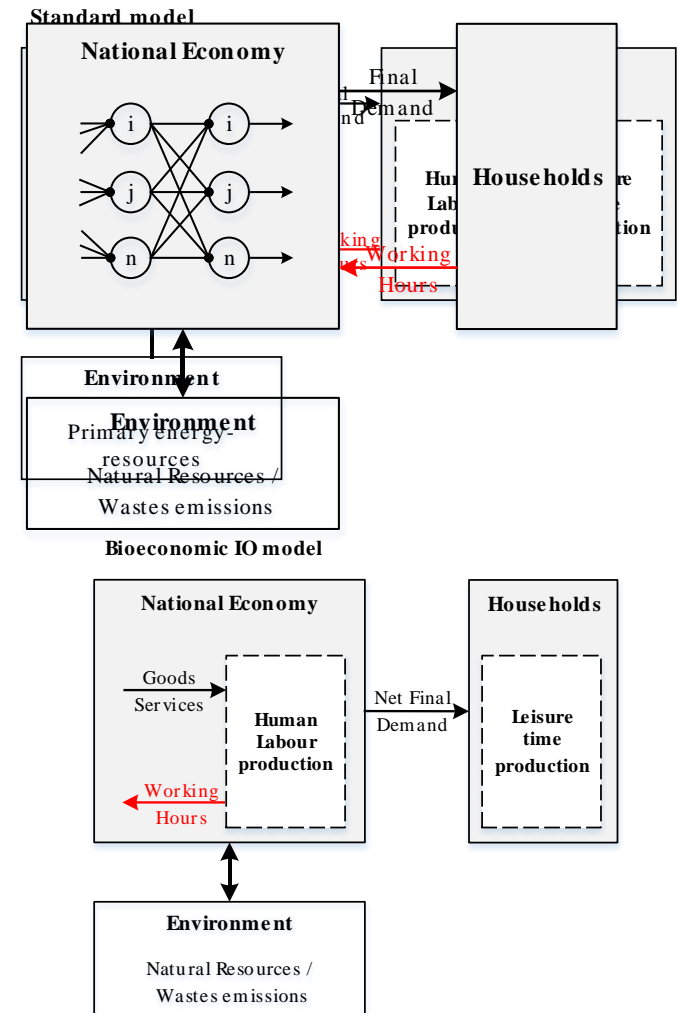 Standard model
National Economy
i i
j j
n n
Final
Demand
Households
Working
Hours
Environment
Primary energy-
resources
Environment
Natural Resources /
Wastes emissions
Bioeconomic IO model
National Economy
Goods
Services
Human
Labour
production
Working
Hours
Net Final
Demand
Households
Leisure
time
production
Environment
Natural Resources /
Wastes emissions